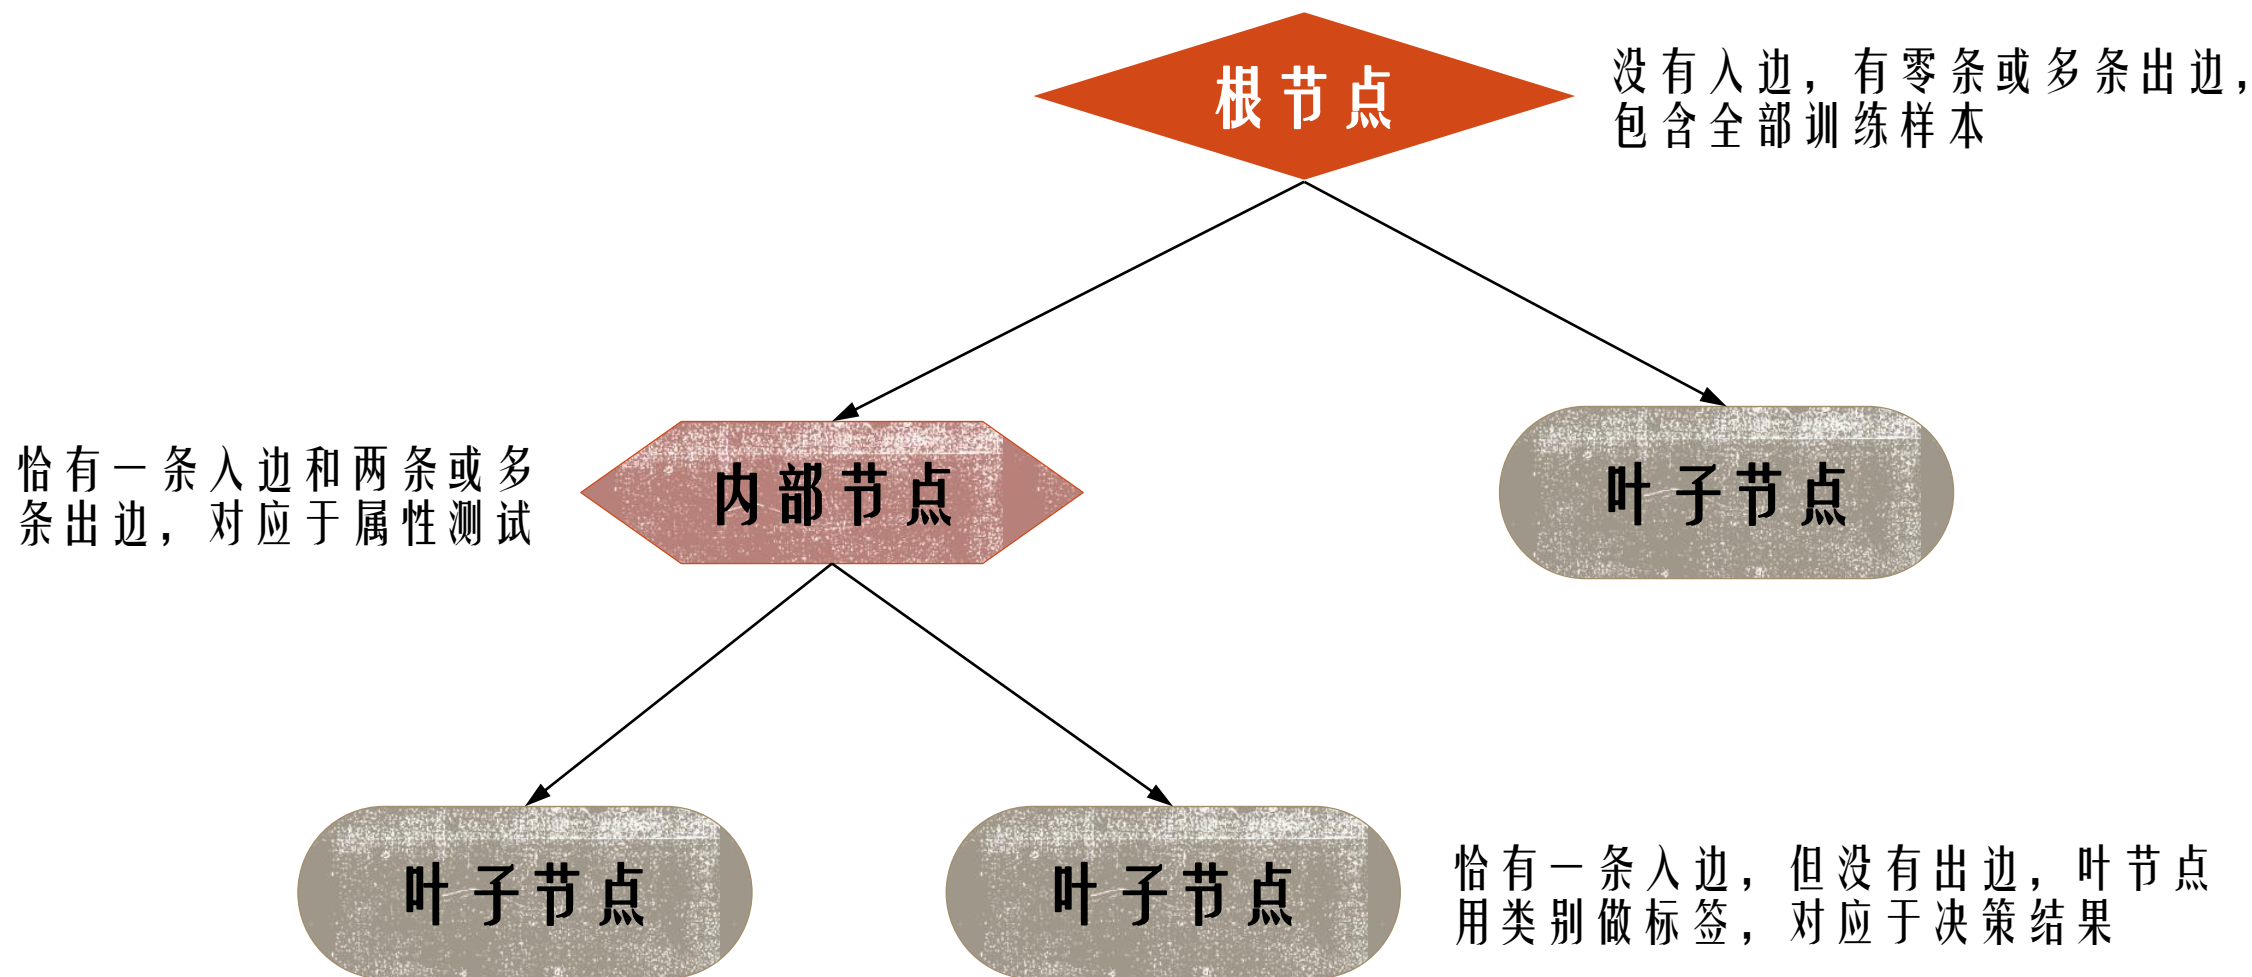 根节点
没有入边，有零条或多条出边，
包含全部训练样本
恰有一条入边和两条或多
条出边，对应于属性测试
内部节点
叶子节点
叶子节点
叶子节点
恰有一条入边，但没有出边，叶节点
用类别做标签，对应于决策结果